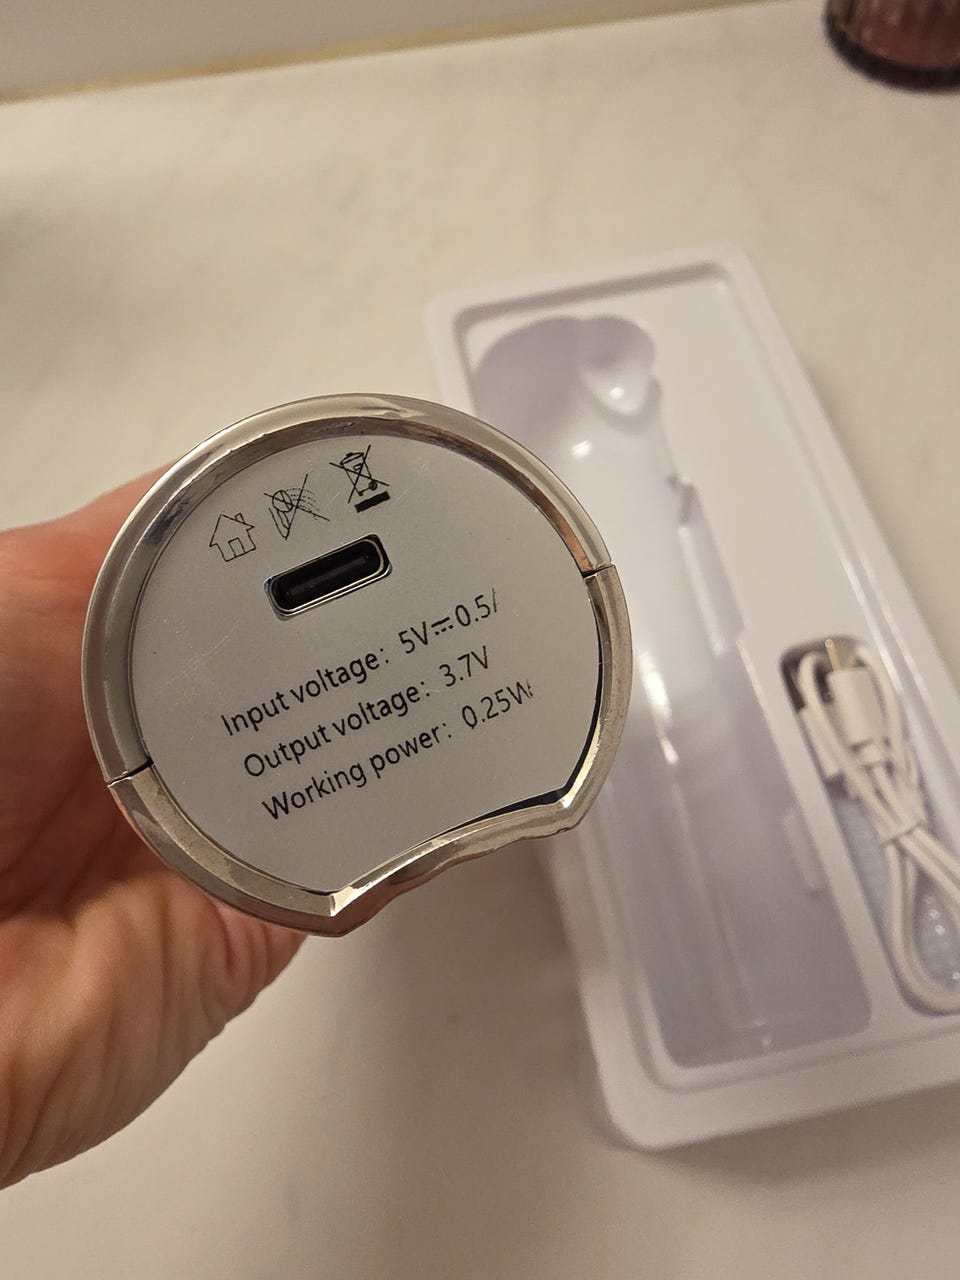 Input voltage: 5V⎓0.5/
Output voltage: 3.7V
Working power: 0.25W